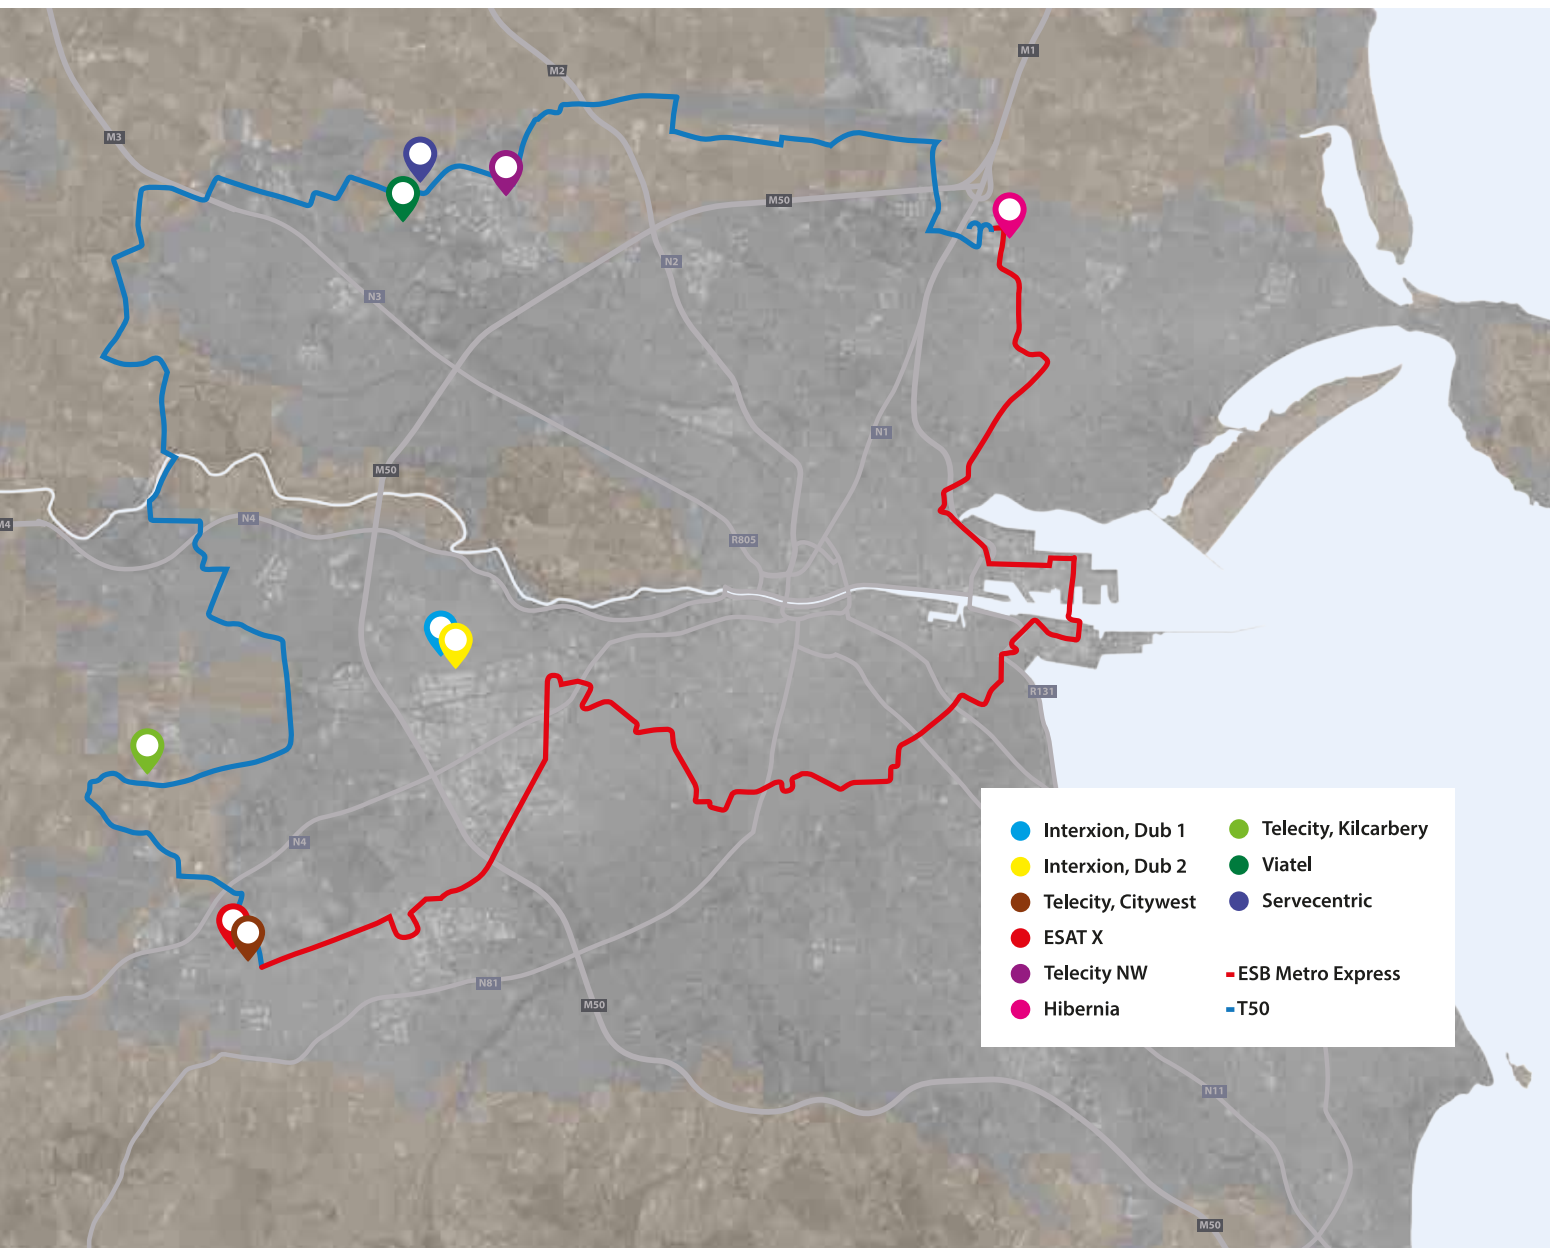 M1
M2
M3
M50
N2
N3
N1
M50
N4
M4
R805
R131
N4
N81
M50
N11
M50
Interxion, Dub 1
Interxion, Dub 2
Telecity, Citywest
ESAT X
Telecity NW
Hibernia
Telecity, Kilcarbery
Viatel
Servecentric
ESB Metro Express
T50